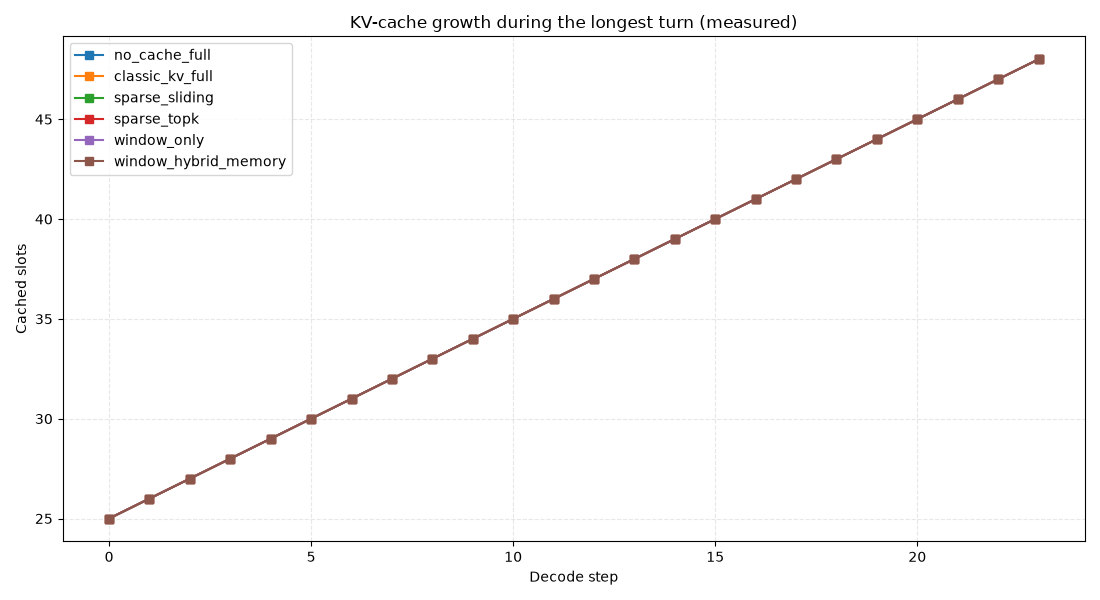 KV-cache growth during the longest turn (measured)
no_cache_full
classic_kv_full
sparse_sliding
sparse_topk
window_only
window_hybrid_memory
Cached slots
45
40
35
30
25
0 5 10 15 20
Decode step